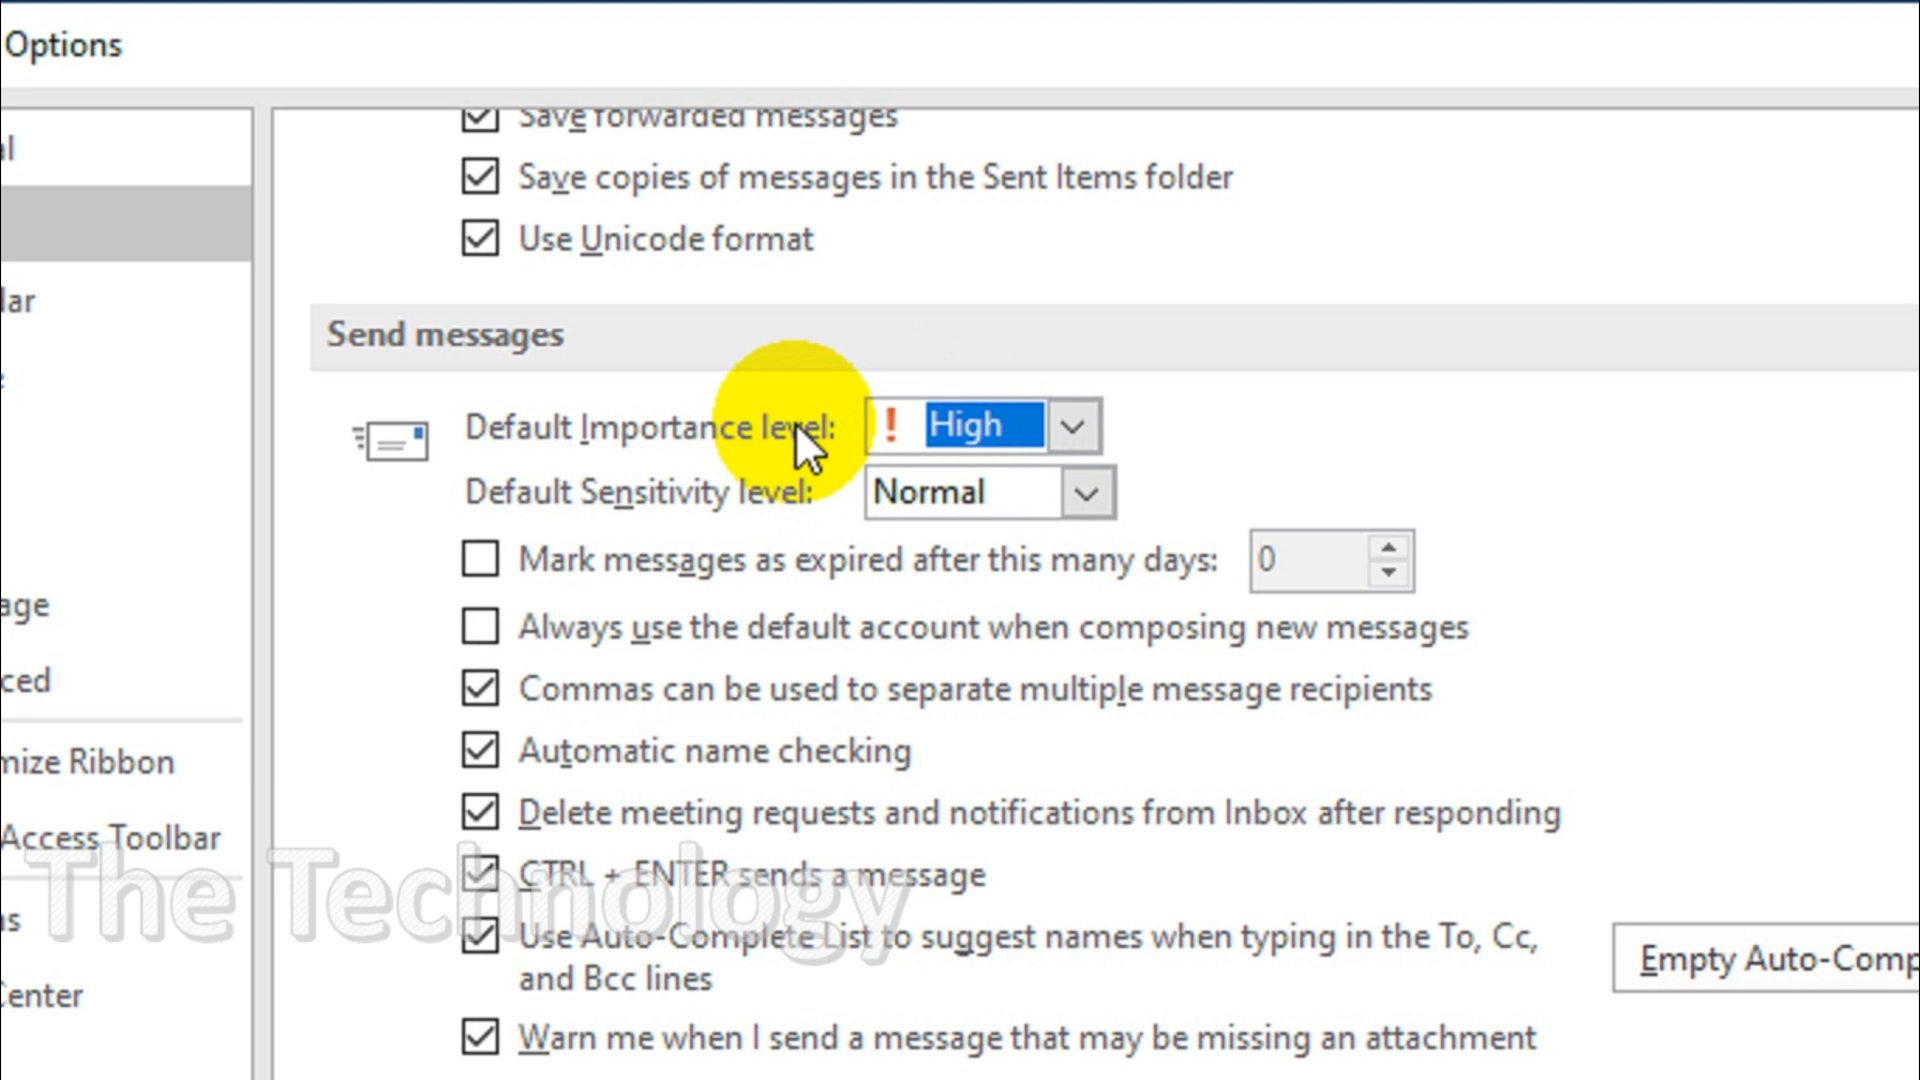 Options
al
Save forwarded messages
Save copies of messages in the Sent Items folder
dar
Use Unicode format
Send messages
Default Importance level: ! High
Default Sensitivity level: Normal
Mark messages as expired after this many days: 0
age
Always use the default account when composing new messages
ced
Commas can be used to separate multiple message recipients
mize Ribbon
Automatic name checking
Access Toolbar
Delete meeting requests and notifications from Inbox after responding
The Technology
CTRL + ENTER sends a message
ns
Use Auto-Complete List to suggest names when typing in the To, Cc,
and Bcc lines
Empty Auto-Comp
Center
Warn me when I send a message that may be missing an attachment